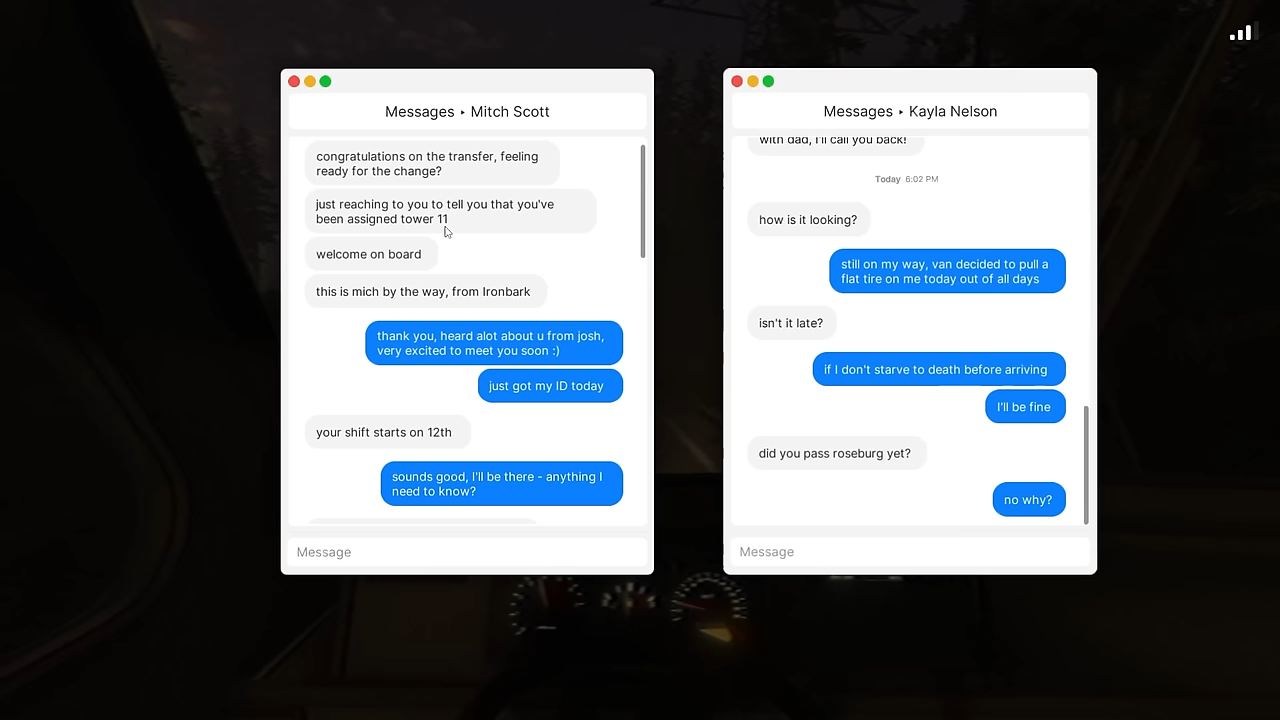 Messages ‣ Mitch Scott
congratulations on the transfer, feeling
ready for the change?
just reaching to you to tell you that you've
been assigned tower 11
welcome on board
this is mich by the way, from Ironbark
thank you, heard alot about u from josh,
very excited to meet you soon :)
just got my ID today
your shift starts on 12th
sounds good, I'll be there - anything I
need to know?
Message
Messages ‣ Kayla Nelson
with dad, I'll call you back!
Today 6:02 PM
how is it looking?
still on my way, van decided to pull a
flat tire on me today out of all days
isn't it late?
if I don't starve to death before arriving
I'll be fine
did you pass roseburg yet?
no why?
Message